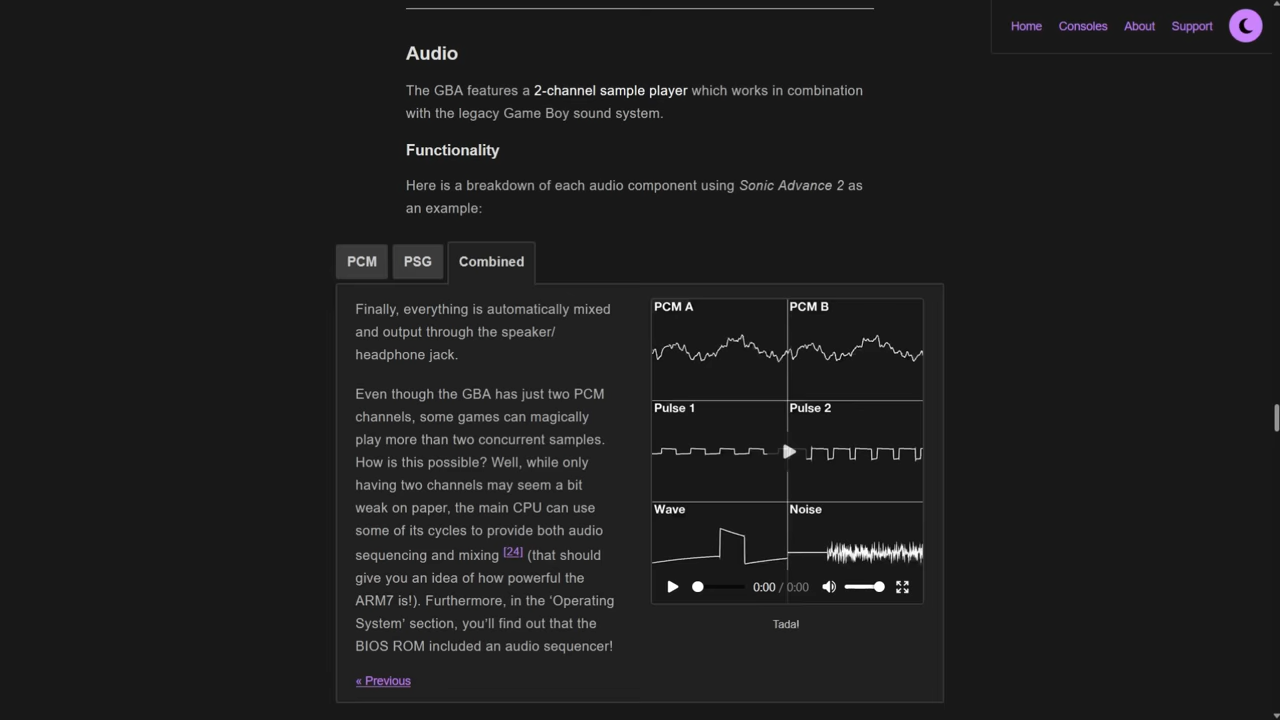 Home Consoles About Support
Audio
The GBA features a 2-channel sample player which works in combination
with the legacy Game Boy sound system.
Functionality
Here is a breakdown of each audio component using Sonic Advance 2 as
an example:
PCM PSG Combined
Finally, everything is automatically mixed
and output through the speaker/
headphone jack.
Even though the GBA has just two PCM
channels, some games can magically
play more than two concurrent samples.
How is this possible? Well, while only
having two channels may seem a bit
weak on paper, the main CPU can use
some of its cycles to provide both audio
sequencing and mixing [24] (that should
give you an idea of how powerful the
ARM7 is!). Furthermore, in the ‘Operating
System’ section, you’ll find out that the
BIOS ROM included an audio sequencer!
« Previous
PCM A PCM B
Pulse 1 Pulse 2
Wave Noise
0:00 / 0:00
Tada!